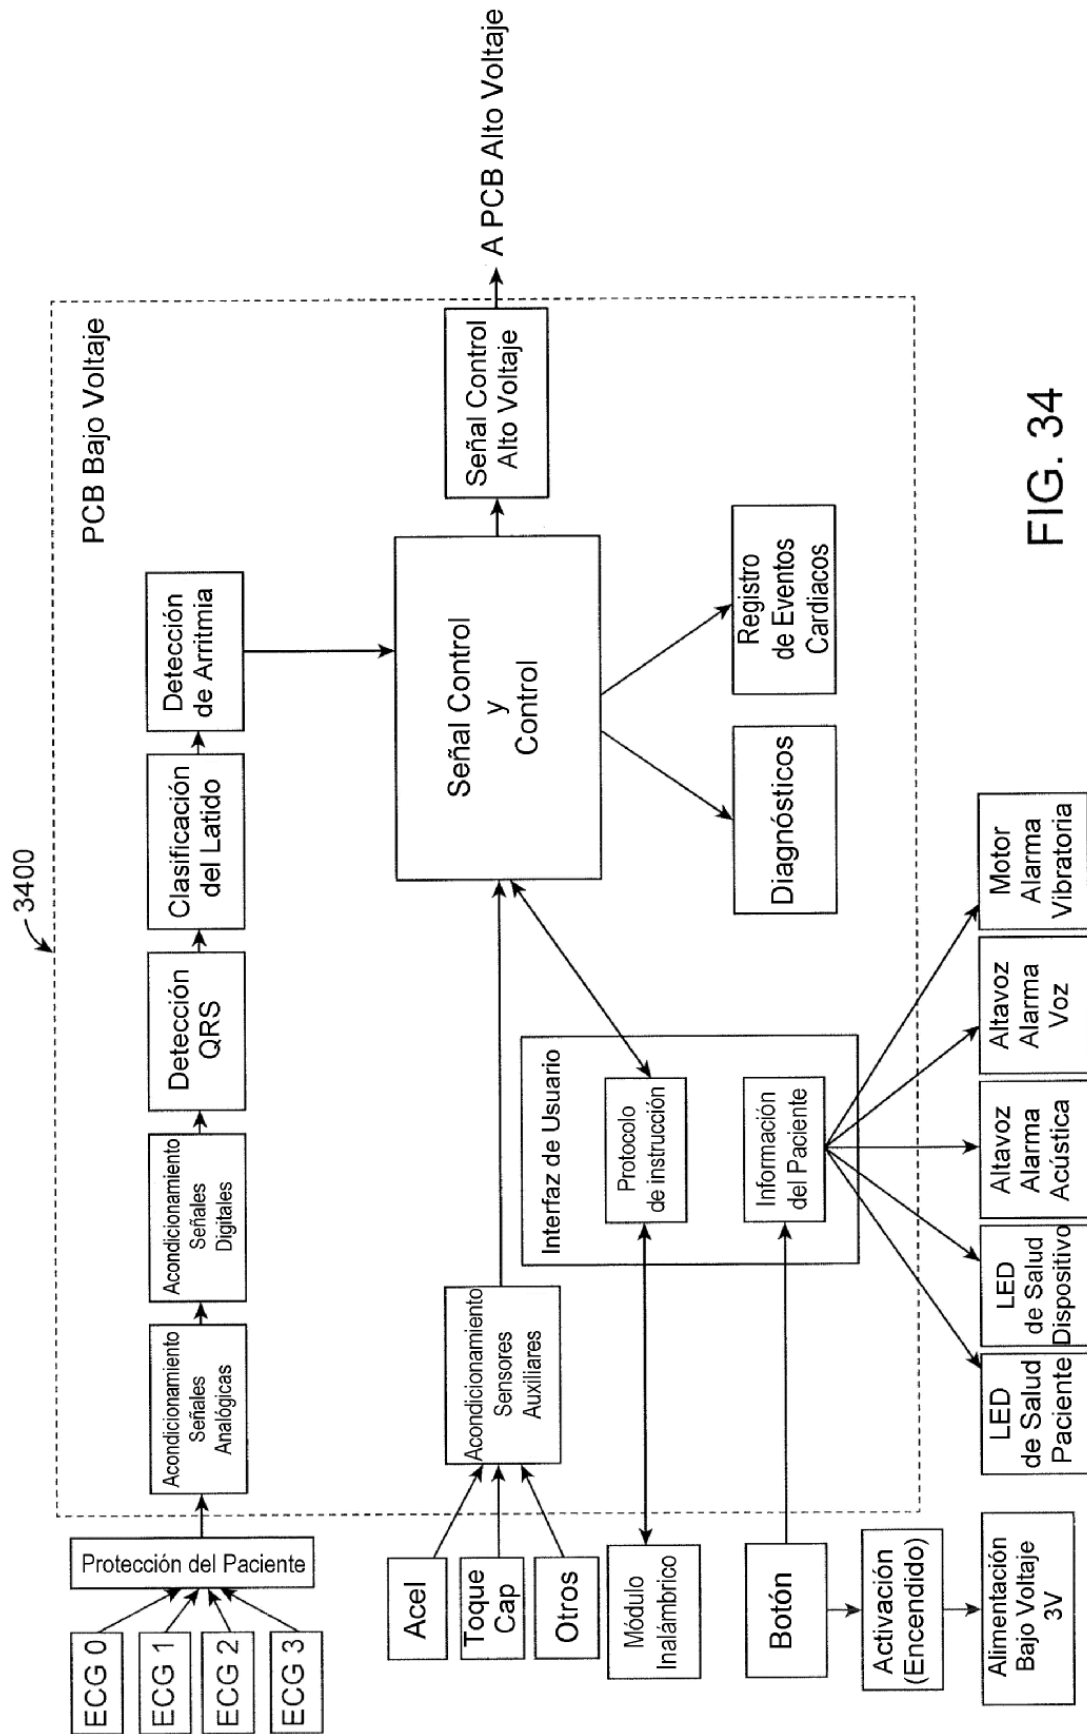 3400
PCB Bajo Voltaje
ECG 0
ECG 1
ECG 2
ECG 3
Protección del Paciente
Acondicionamiento
Señales
Analógicas
Acondicionamiento
Señales
Digitales
Detección
QRS
Clasificación
del Latido
Detección
de Arritmia
Acel
Toque
Cap
Otros
Acondicionamiento
Sensores
Auxiliares
Señal Control
y
Control
Señal Control
Alto Voltaje
A PCB Alto Voltaje
Módulo
Inalámbrico
Interfaz de Usuario
Protocolo
de instrucción
Información
del Paciente
Diagnósticos
Registro
de Eventos
Cardiacos
Botón
Activación
(Encendido)
Alimentación
Bajo Voltaje
3V
LED
de Salud
Paciente
LED
de Salud
Dispositivo
Altavoz
Alarma
Acústica
Altavoz
Alarma
Voz
Motor
Alarma
Vibratoria
FIG. 34